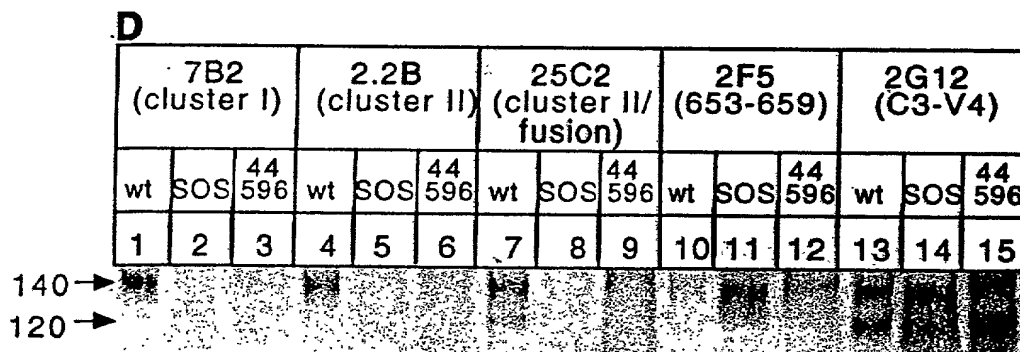 D
7B2 2.2B 25C2 2F5 2G12
(cluster I) (cluster II) (cluster II/ (653-659) (C3-V4)
fusion)
44 44 44 44 44
wt SOS 596 wt SOS 596 wt SOS 596 wt SOS 596 wt SOS 596
1 2 3 4 5 6 7 8 9 10 11 12 13 14 15
140
120